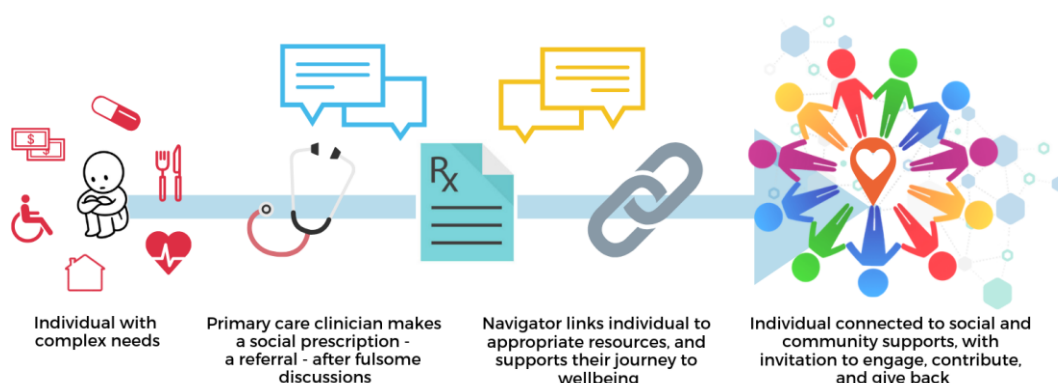 $
Rx
Individual with
complex needs
Primary care clinician makes
a social prescription -
a referral - after fulsome
discussions
Navigator links individual to
appropriate resources, and
supports their journey to
wellbeing
Individual connected to social and
community supports, with
invitation to engage, contribute,
and give back